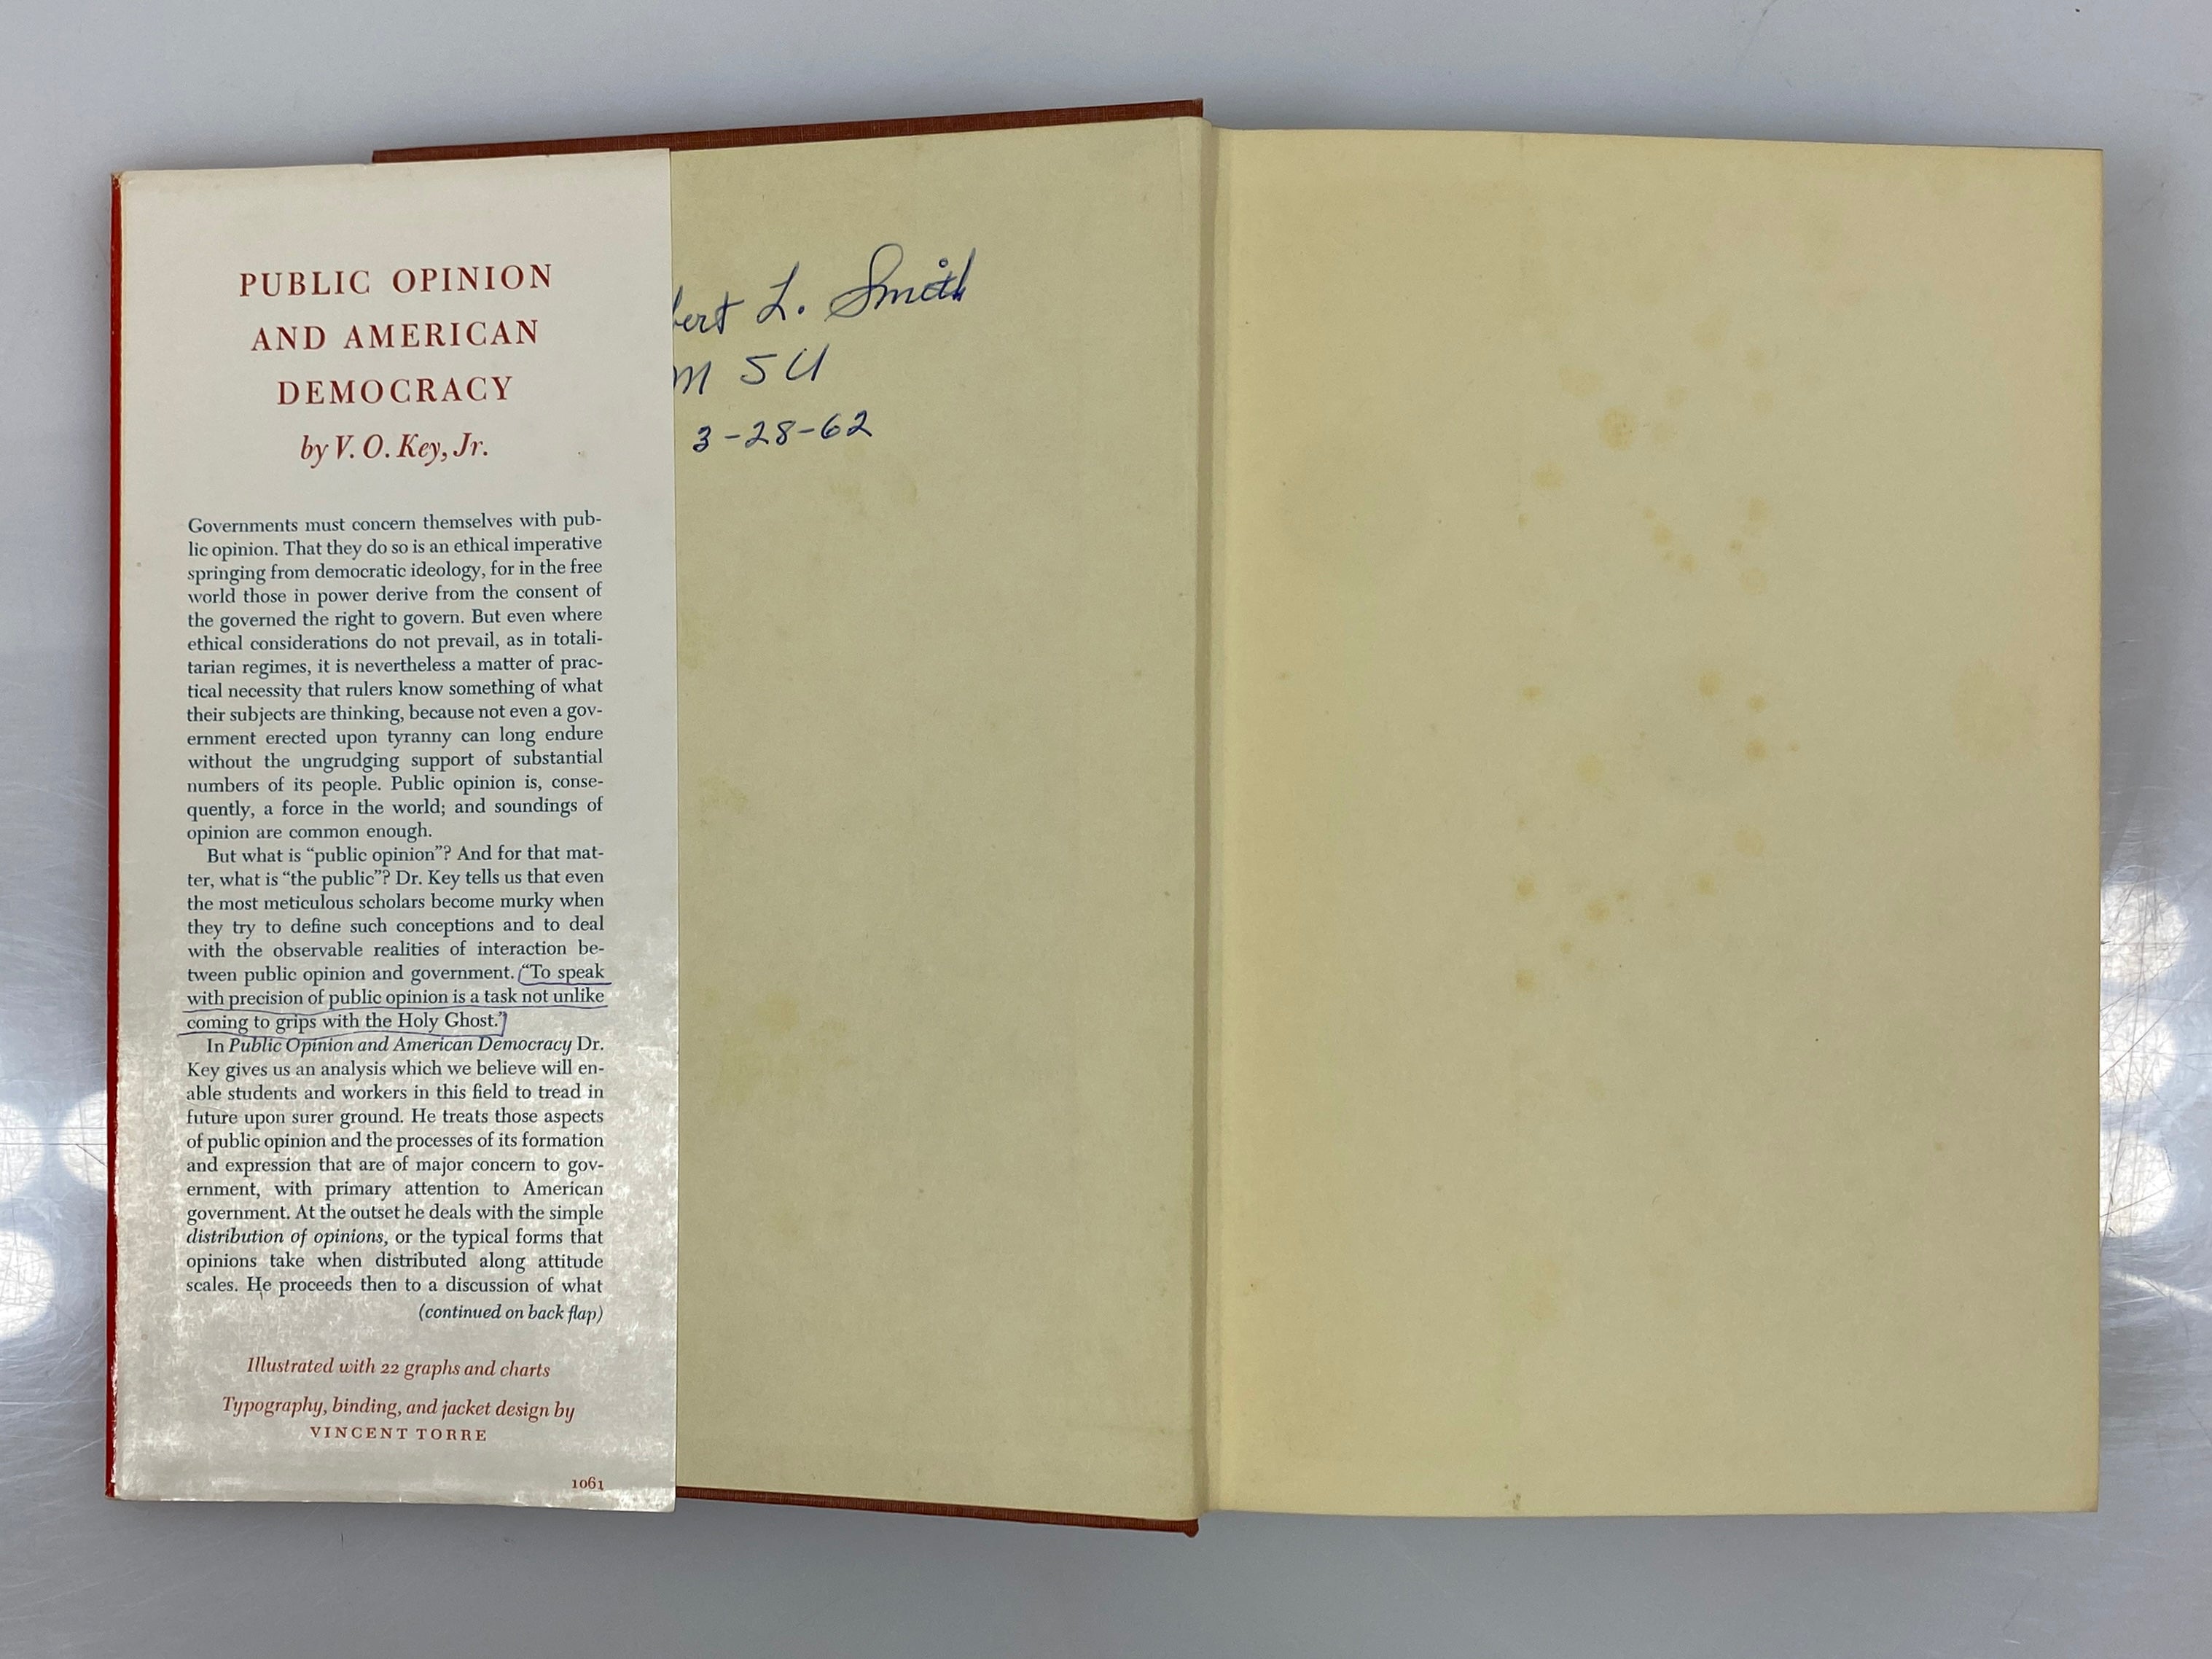 PUBLIC OPINION
AND AMERICAN
DEMOCRACY
by V. O. Key, Jr.
Governments must concern themselves with pub-
lic opinion. That they do so is an ethical imperative
springing from democratic ideology, for in the free
world those in power derive from the consent of
the governed the right to govern. But even where
ethical considerations do not prevail, as in totali-
tarian regimes, it is nevertheless a matter of prac-
tical necessity that rulers know something of what
their subjects are thinking, because not even a gov-
ernment erected upon tyranny can long endure
without the ungrudging support of substantial
numbers of its people. Public opinion is, conse-
quently, a force in the world; and soundings of
opinion are common enough.
But what is “public opinion”? And for that mat-
ter, what is “the public”? Dr. Key tells us that even
the most meticulous scholars become murky when
they try to define such conceptions and to deal
with the observable realities of interaction be-
tween public opinion and government. “To speak
with precision of public opinion is a task not unlike
coming to grips with the Holy Ghost.”
In Public Opinion and American Democracy Dr.
Key gives us an analysis which we believe will en-
able students and workers in this field to tread in
future upon surer ground. He treats those aspects
of public opinion and the processes of its formation
and expression that are of major concern to gov-
ernment, with primary attention to American
government. At the outset he deals with the simple
distribution of opinions, or the typical forms that
opinions take when distributed along attitude
scales. He proceeds then to a discussion of what
(continued on back flap)
Illustrated with 22 graphs and charts
Typography, binding, and jacket design by
VINCENT TORRE
1061
bert L. Smith
M S U
3-28-62